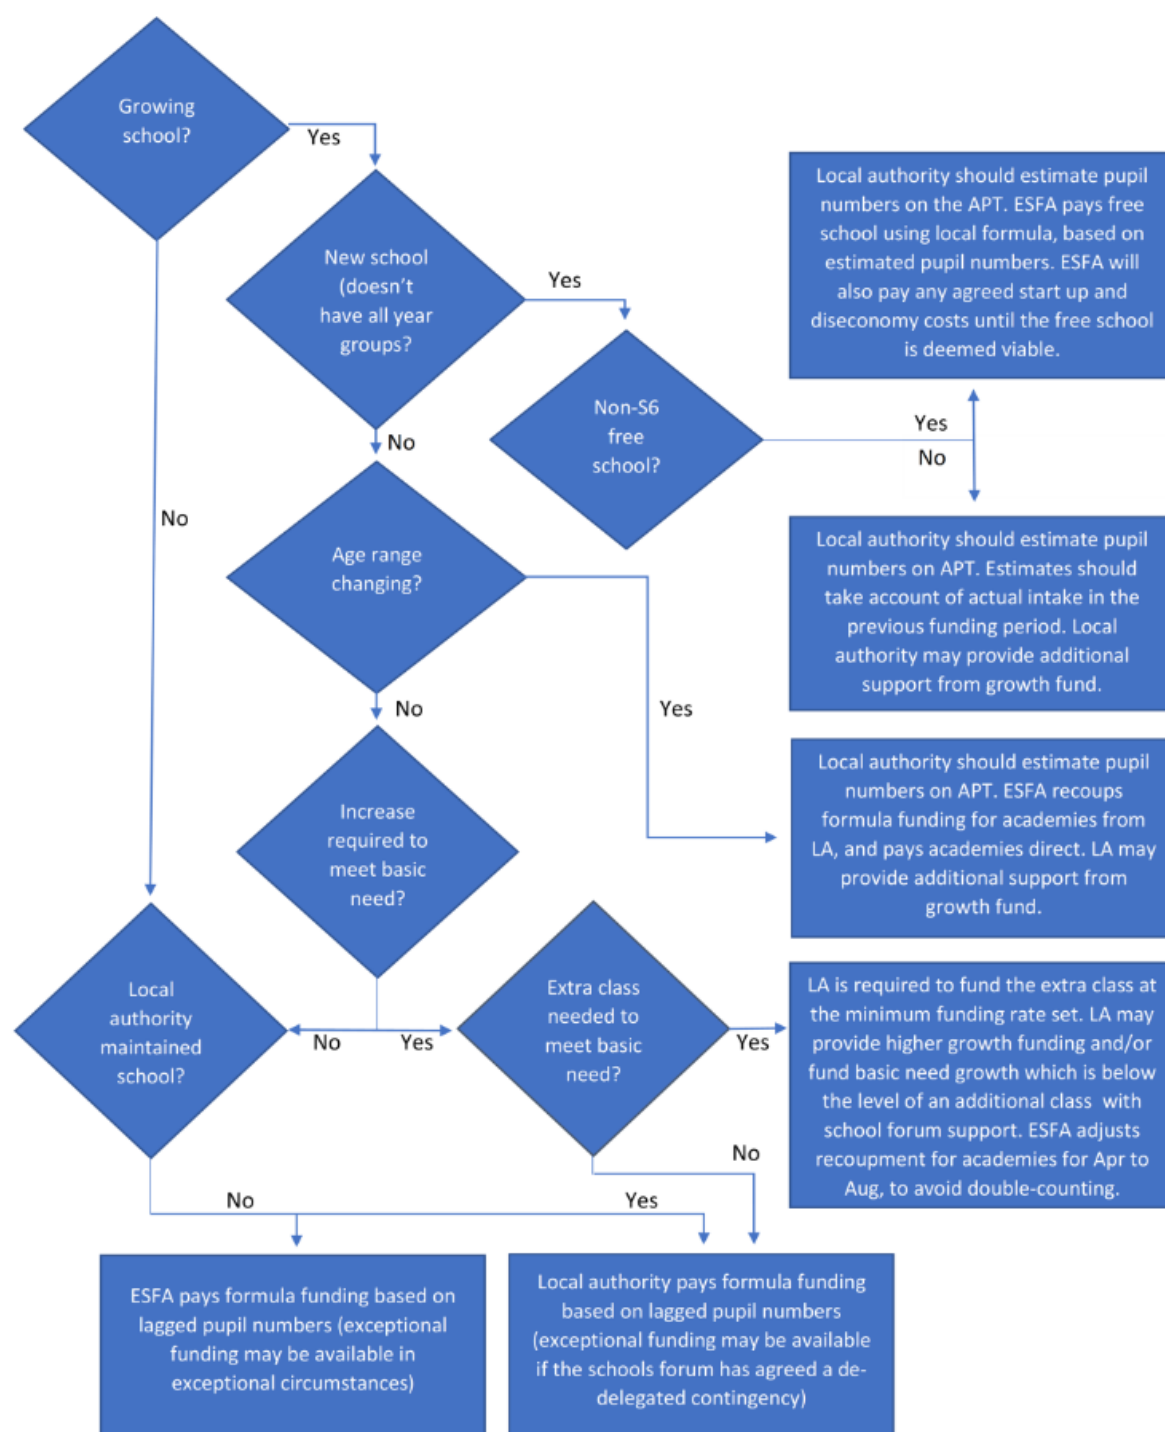 Growing
school?
Yes
New school
(doesn't
have all year
groups?
Yes
Local authority should estimate pupil
numbers on the APT. ESFA pays free
school using local formula, based on
estimated pupil numbers. ESFA will
also pay any agreed start up and
diseconomy costs until the free school
is deemed viable.
Non-S6
free
school?
Yes
No
No
No
Age range
changing?
Local authority should estimate pupil
numbers on APT. Estimates should
take account of actual intake in the
previous funding period. Local
authority may provide additional
support from growth fund.
No
Yes
Increase
required to
meet basic
need?
Local authority should estimate pupil
numbers on APT. ESFA recoups
formula funding for academies from
LA, and pays academies direct. LA may
provide additional support from
growth fund.
Local
authority
maintained
school?
No
Yes
Extra class
needed to
meet basic
need?
Yes
LA is required to fund the extra class at
the minimum funding rate set. LA may
provide higher growth funding and/or
fund basic need growth which is below
the level of an additional class with
school forum support. ESFA adjusts
recoupment for academies for Apr to
Aug, to avoid double-counting.
No
No
Yes
ESFA pays formula funding based on
lagged pupil numbers (exceptional
funding may be available in
exceptional circumstances)
Local authority pays formula funding
based on lagged pupil numbers
(exceptional funding may be available
if the schools forum has agreed a de-
delegated contingency)